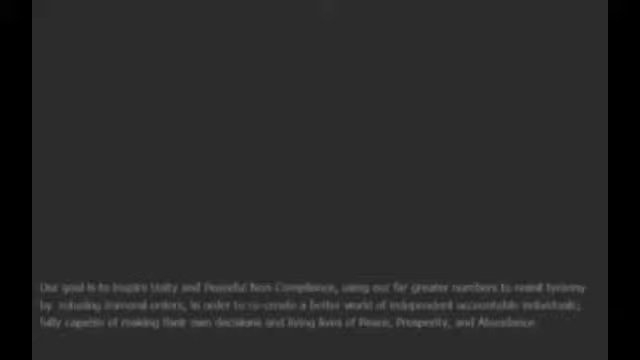 Our goal is to Inspire Unity and Peaceful Non Compliance, using our far greater numbers to resist tyranny
by refusing immoral orders, in order to co-create a better world of independent accountable individuals;
fully capable of making their own decisions and living lives of Peace, Prosperity, and Abundance